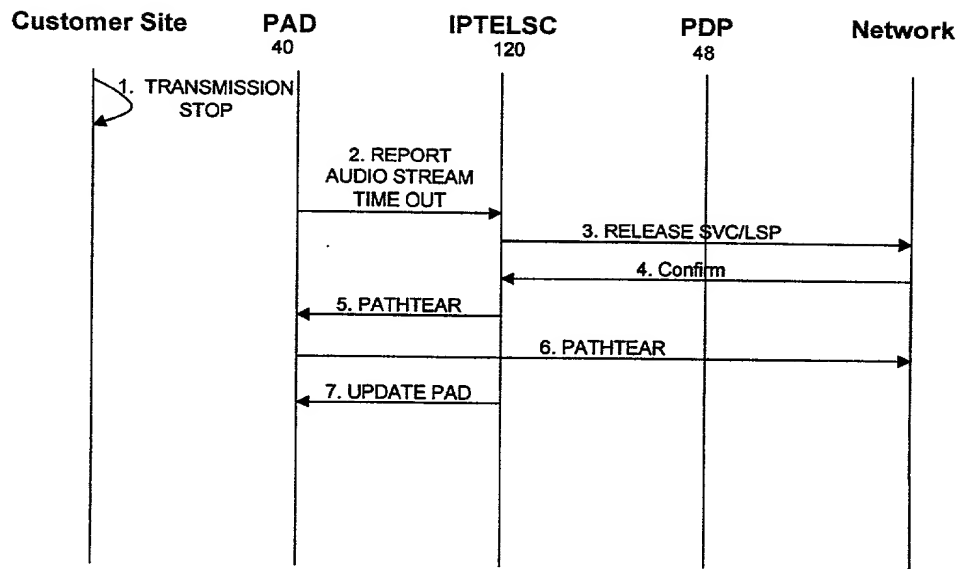 Customer Site PAD IPTELSC PDP Network
40 120 48
1. TRANSMISSION
STOP
2. REPORT
AUDIO STREAM
TIME OUT
3. RELEASE SVC/LSP
4. Confirm
5. PATHTEAR
6. PATHTEAR
7. UPDATE PAD